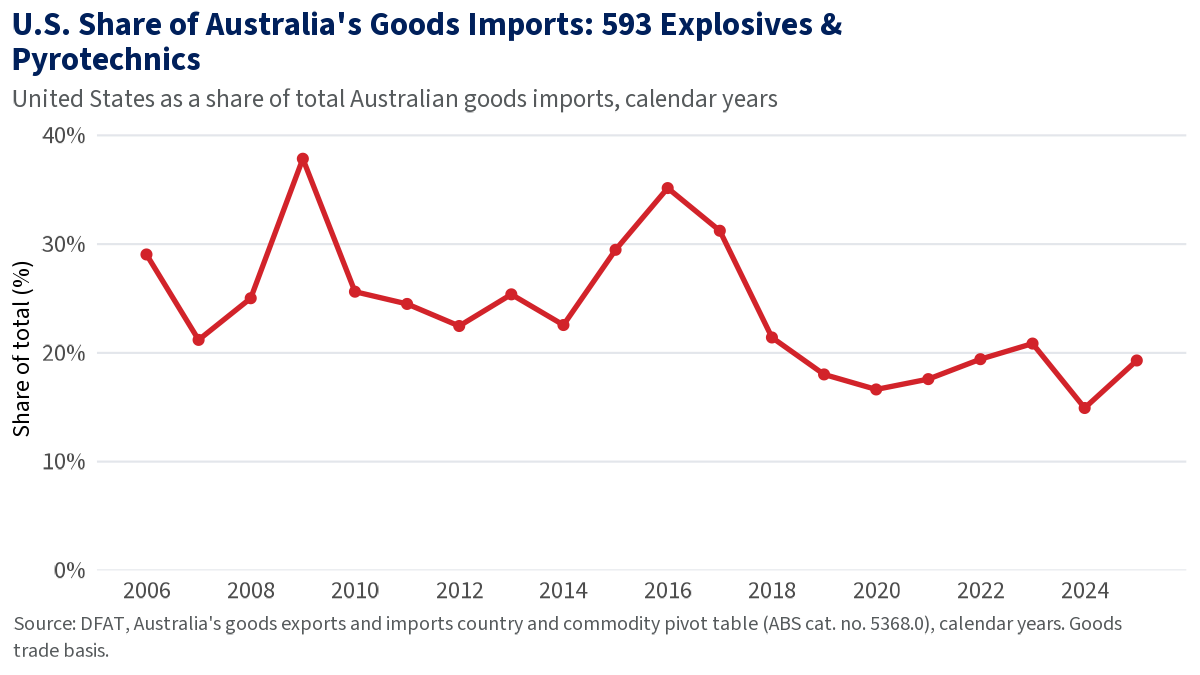 U.S. Share of Australia's Goods Imports: 593 Explosives &
Pyrotechnics
United States as a share of total Australian goods imports, calendar years
Share of total (%)
40%
30%
20%
10%
0%
2006 2008 2010 2012 2014 2016 2018 2020 2022 2024
Source: DFAT, Australia's goods exports and imports country and commodity pivot table (ABS cat. no. 5368.0), calendar years. Goods
trade basis.